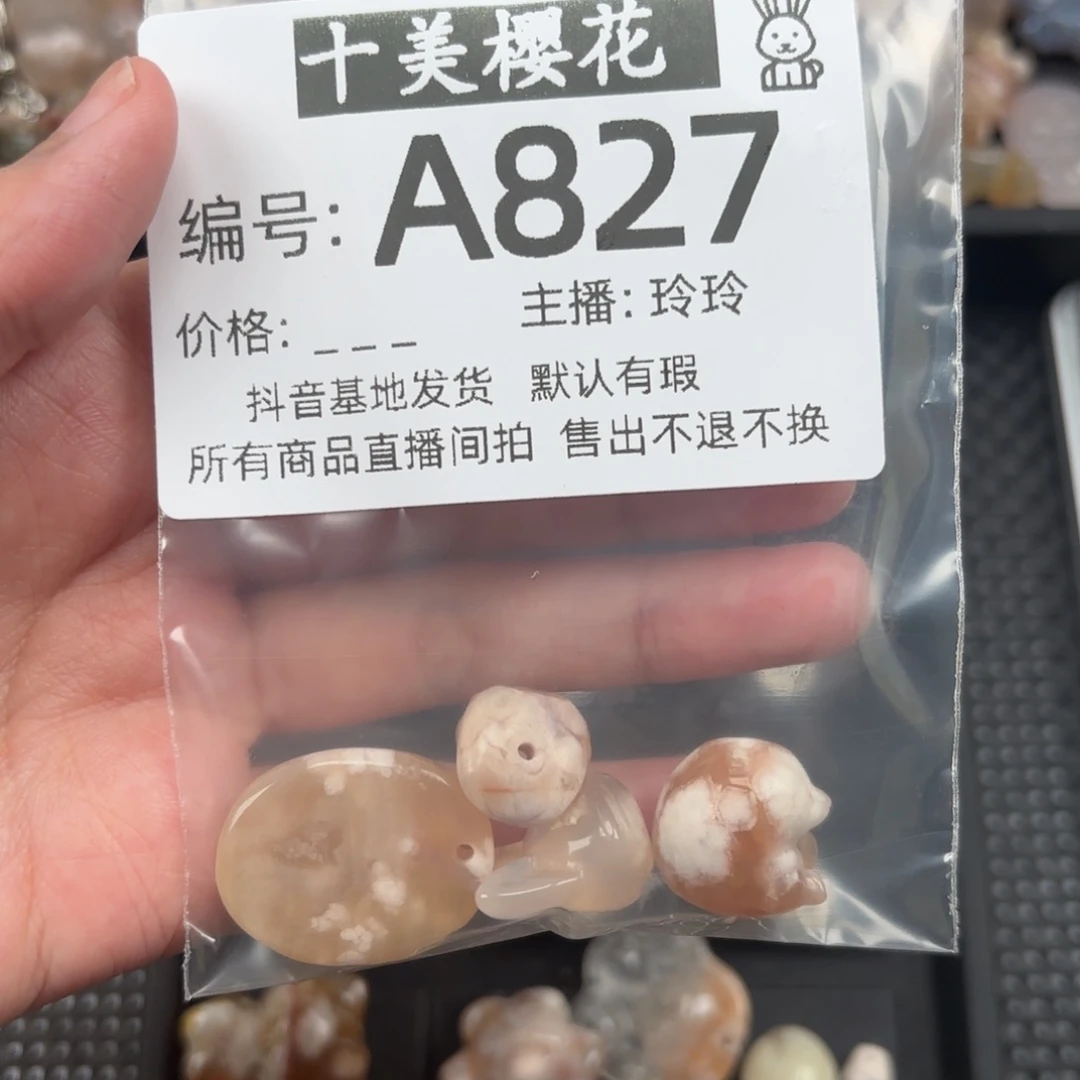 十美樱花
编号: A827
价格: _ _ _ 主播: 玲玲
抖音基地发货 默认有瑕
所有商品直播间拍 售出不退不换